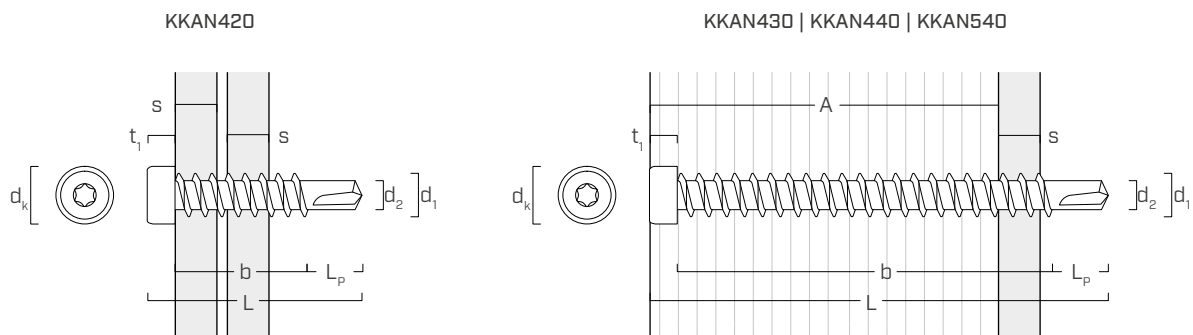 KKAN420
s
s
t1
dk
d2
d1
b
Lp
L
KKAN430 | KKAN440 | KKAN540
A
t1
s
dk
d2
d1
b
Lp
L